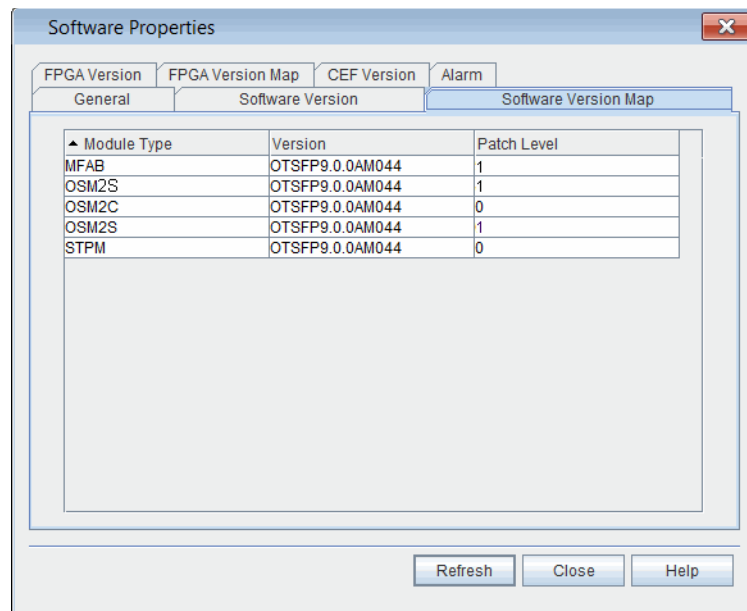 Software Properties
FPGA Version FPGA Version Map CEF Version Alarm
General Software Version Software Version Map
Module Type Version Patch Level
MFAB OTSFP9.0.0AM044 1
OSM2S OTSFP9.0.0AM044 1
OSM2C OTSFP9.0.0AM044 0
OSM2S OTSFP9.0.0AM044 1
STPM OTSFP9.0.0AM044 0
Refresh Close Help